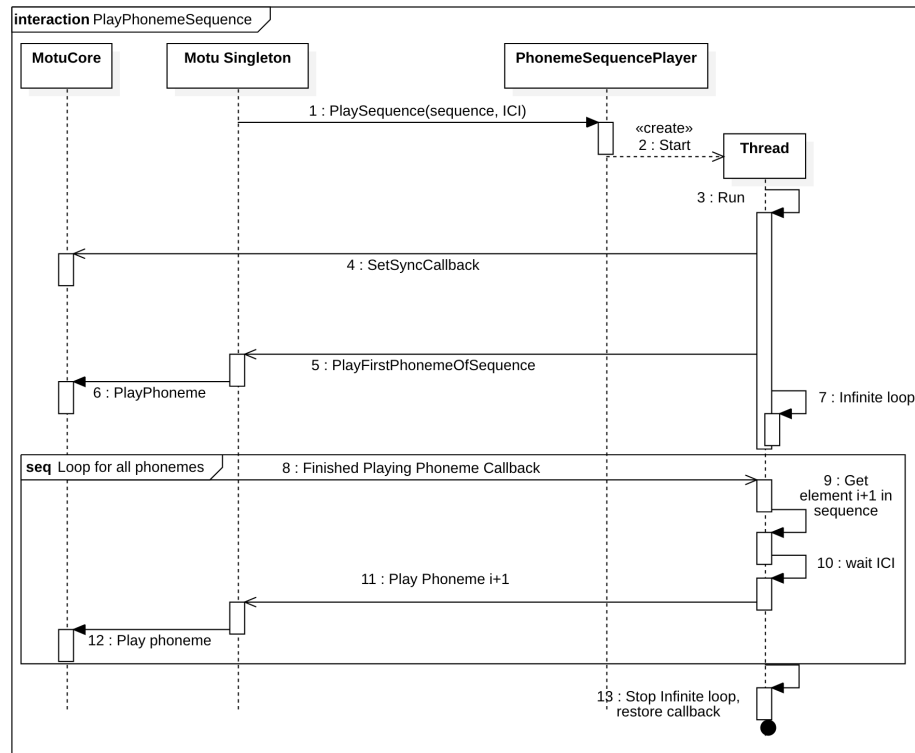 interaction PlayPhonemeSequence
MotuCore
Motu Singleton
PhonemeSequencePlayer
1 : PlaySequence(sequence, ICI)
«create»
2 : Start
Thread
3 : Run
4 : SetSyncCallback
5 : PlayFirstPhonemeOfSequence
6 : PlayPhoneme
7 : Infinite loop
seq Loop for all phonemes
8 : Finished Playing Phoneme Callback
9 : Get
element i+1 in
sequence
10 : wait ICI
11 : Play Phoneme i+1
12 : Play phoneme
13 : Stop Infinite loop,
restore callback